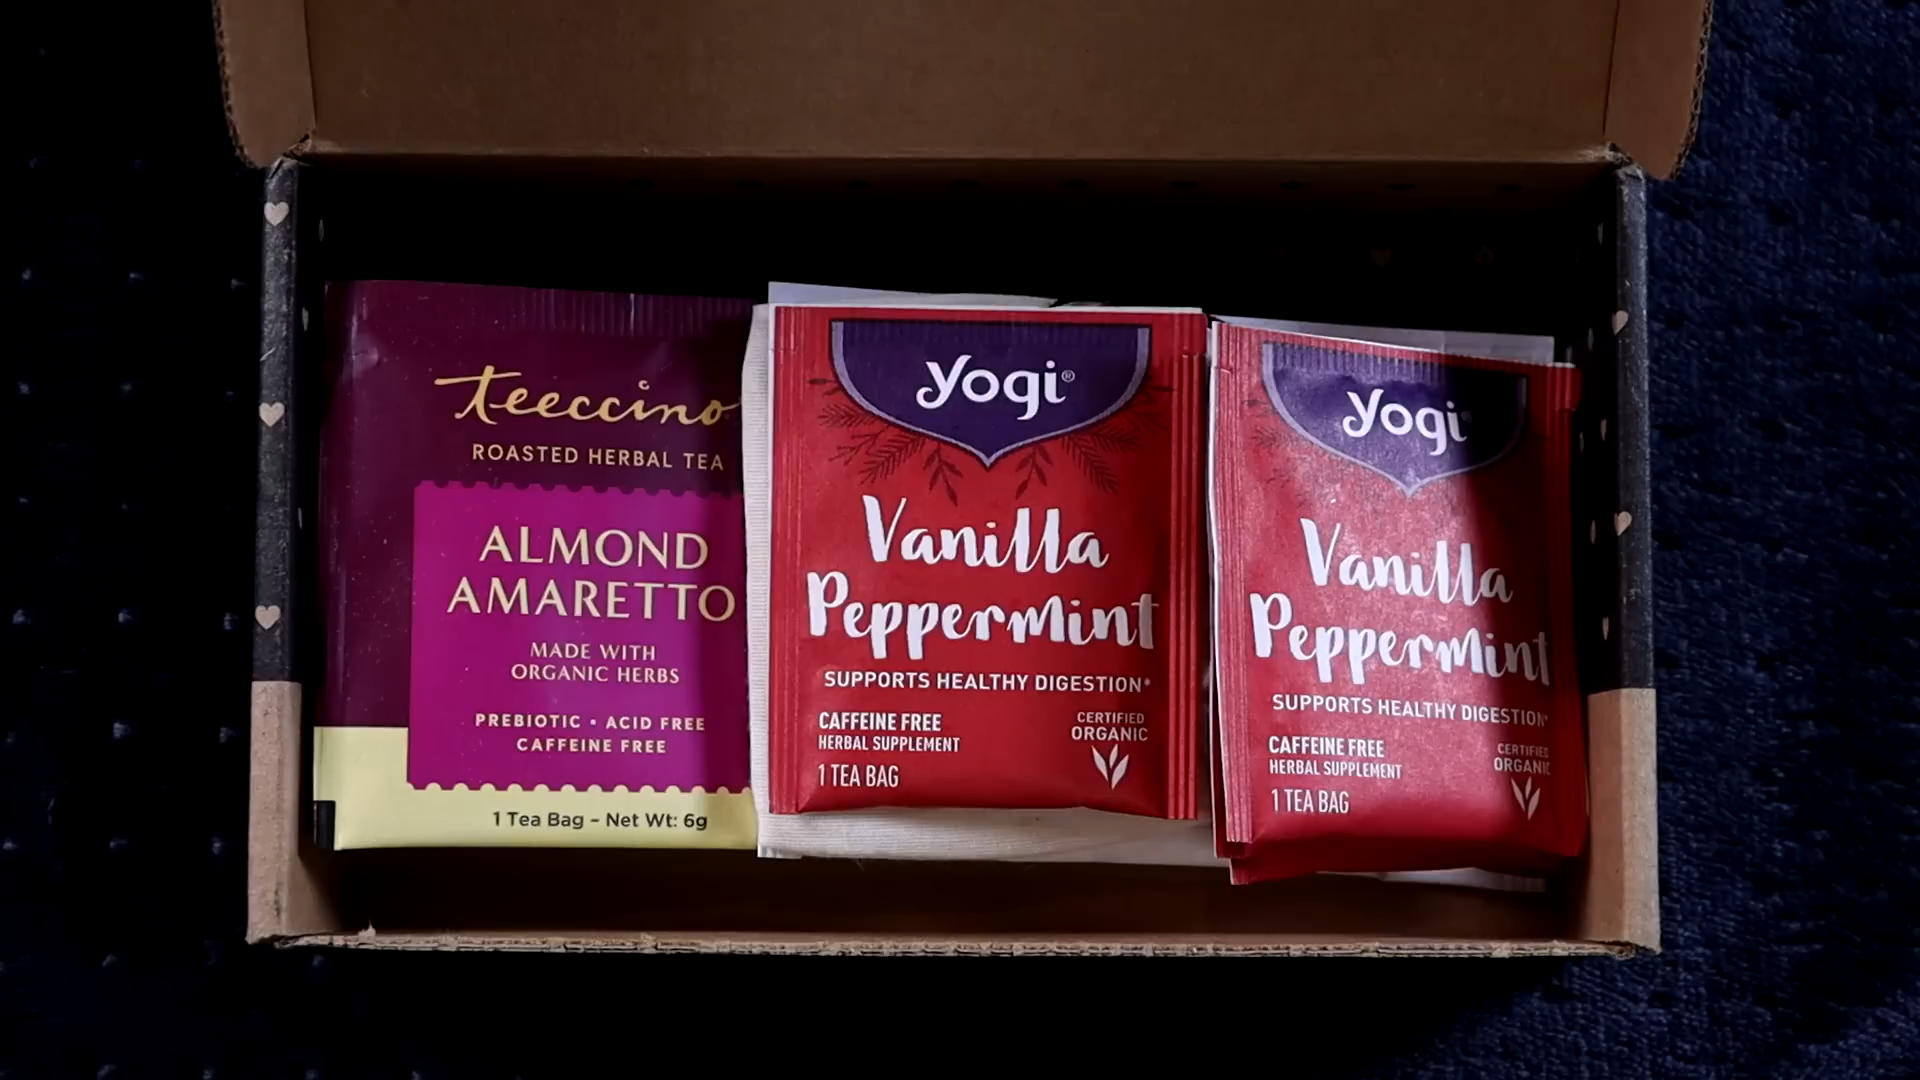 teeccino
ROASTED HERBAL TEA
ALMOND
AMARETTO
MADE WITH
ORGANIC HERBS
PREBIOTIC • ACID FREE
CAFFEINE FREE
1 Tea Bag – Net Wt: 6g
yogi®
Vanilla
Peppermint
SUPPORTS HEALTHY DIGESTION*
CAFFEINE FREE
HERBAL SUPPLEMENT
1 TEA BAG
CERTIFIED
ORGANIC
yogi®
Vanilla
Peppermint
SUPPORTS HEALTHY DIGESTION*
CAFFEINE FREE
HERBAL SUPPLEMENT
1 TEA BAG
CERTIFIED
ORGANIC